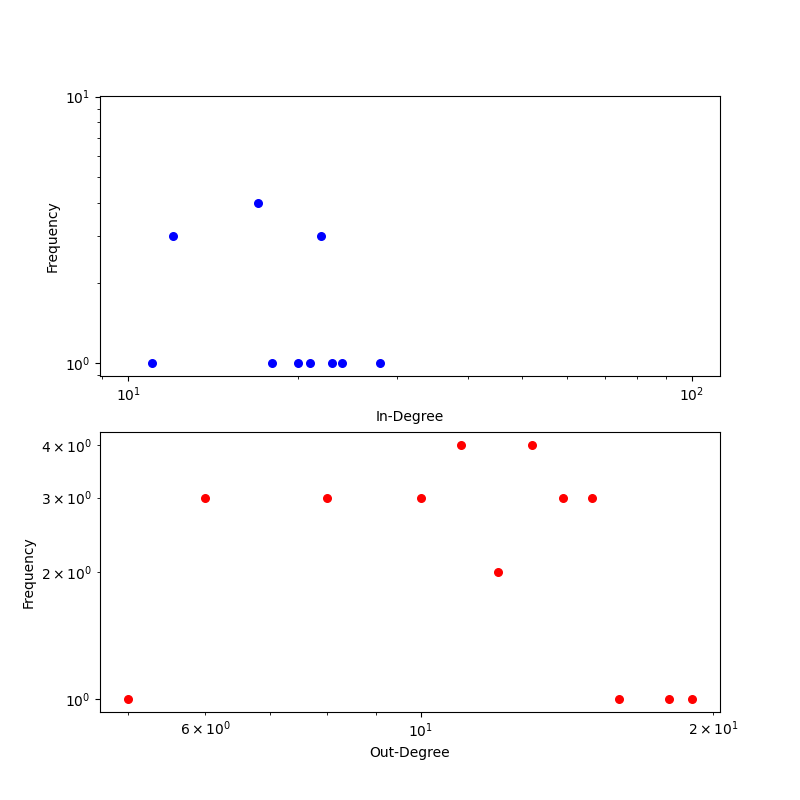 10¹
Frequency
10⁰
10¹
10²
In-Degree
4 × 10⁰
3 × 10⁰
Frequency
2 × 10⁰
10⁰
6 × 10⁰
10¹
2 × 10¹
Out-Degree